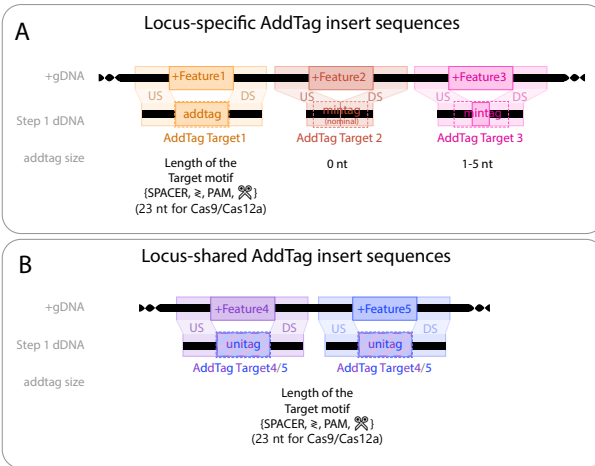 A
Locus-specific AddTag insert sequences
+gDNA
+Feature1
+Feature2
+Feature3
US
DS
US
DS
US
DS
Step 1 dDNA
addtag
mintag
(nominal)
mintag
AddTag Target1
AddTag Target 2
AddTag Target 3
addtag size
Length of the
Target motif
{SPACER, ≷, PAM, ✂}
(23 nt for Cas9/Cas12a)
0 nt
1-5 nt
B
Locus-shared AddTag insert sequences
+gDNA
+Feature4
+Feature5
US
DS
US
DS
Step 1 dDNA
unitag
unitag
AddTag Target4/5
AddTag Target4/5
addtag size
Length of the
Target motif
{SPACER, ≷, PAM, ✂}
(23 nt for Cas9/Cas12a)